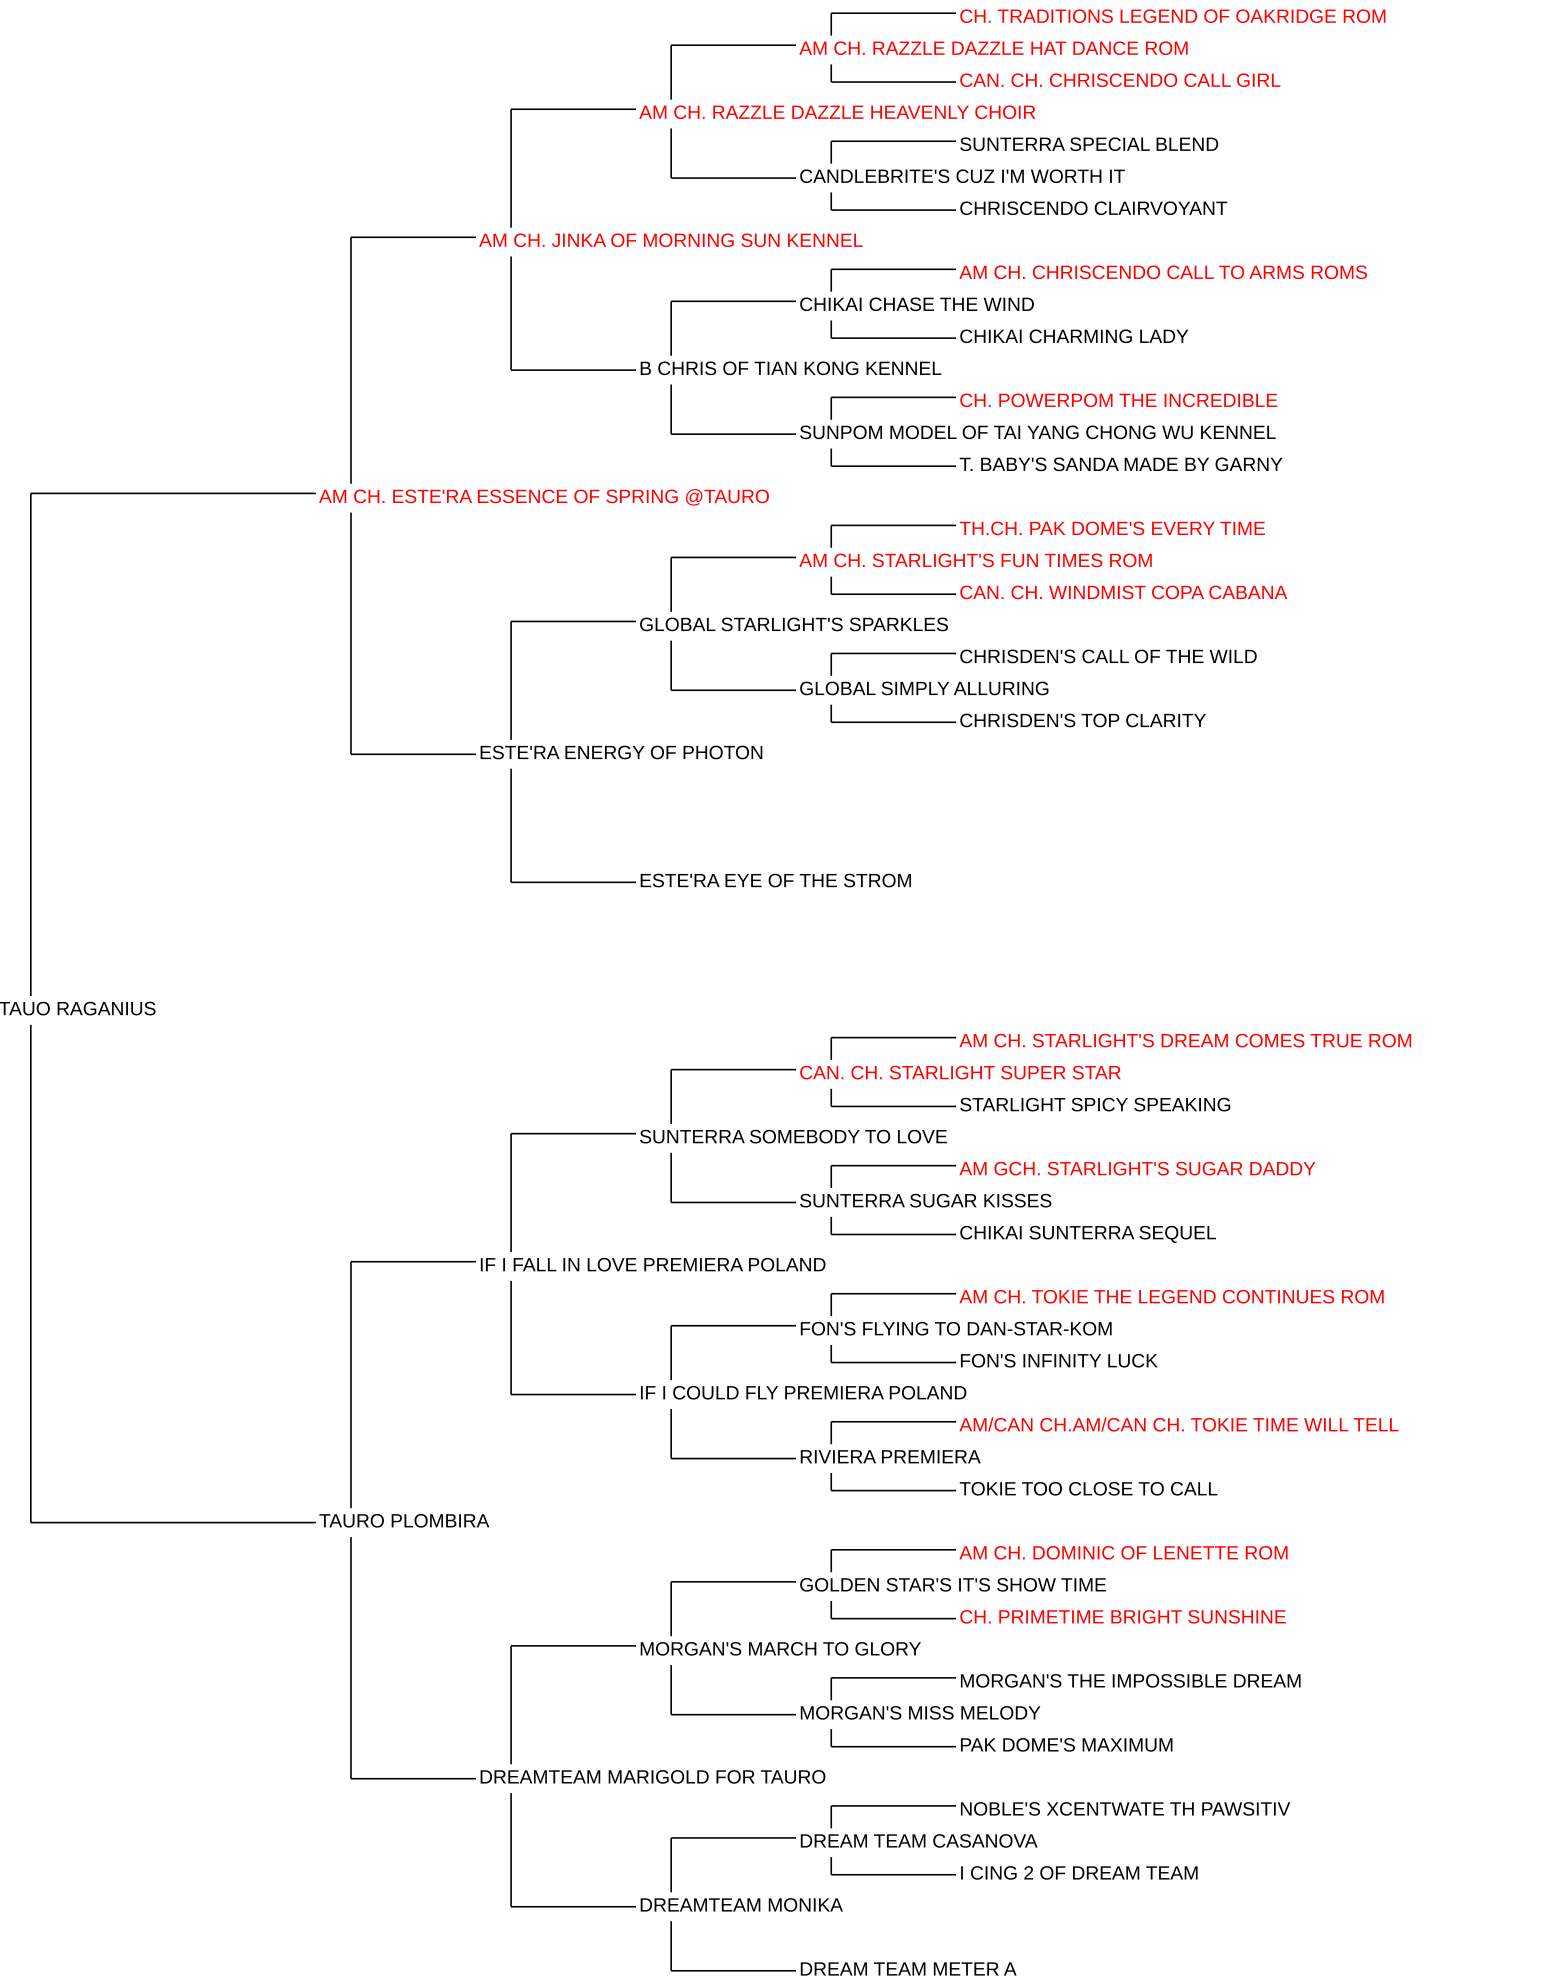 CH. TRADITIONS LEGEND OF OAKRIDGE ROM
AM CH. RAZZLE DAZZLE HAT DANCE ROM
CAN. CH. CHRISCENDO CALL GIRL
AM CH. RAZZLE DAZZLE HEAVENLY CHOIR
SUNTERRA SPECIAL BLEND
CANDLEBRITE'S CUZ I'M WORTH IT
CHRISCENDO CLAIRVOYANT
AM CH. JINKA OF MORNING SUN KENNEL
AM CH. CHRISCENDO CALL TO ARMS ROMS
CHIKAI CHASE THE WIND
CHIKAI CHARMING LADY
B CHRIS OF TIAN KONG KENNEL
CH. POWERPOM THE INCREDIBLE
SUNPOM MODEL OF TAI YANG CHONG WU KENNEL
T. BABY'S SANDA MADE BY GARNY
AM CH. ESTE'RA ESSENCE OF SPRING @TAURO
TH.CH. PAK DOME'S EVERY TIME
AM CH. STARLIGHT'S FUN TIMES ROM
CAN. CH. WINDMIST COPA CABANA
GLOBAL STARLIGHT'S SPARKLES
CHRISDEN'S CALL OF THE WILD
GLOBAL SIMPLY ALLURING
CHRISDEN'S TOP CLARITY
ESTE'RA ENERGY OF PHOTON
ESTE'RA EYE OF THE STROM
TAUO RAGANIUS
AM CH. STARLIGHT'S DREAM COMES TRUE ROM
CAN. CH. STARLIGHT SUPER STAR
STARLIGHT SPICY SPEAKING
SUNTERRA SOMEBODY TO LOVE
AM GCH. STARLIGHT'S SUGAR DADDY
SUNTERRA SUGAR KISSES
CHIKAI SUNTERRA SEQUEL
IF I FALL IN LOVE PREMIERA POLAND
AM CH. TOKIE THE LEGEND CONTINUES ROM
FON'S FLYING TO DAN-STAR-KOM
FON'S INFINITY LUCK
IF I COULD FLY PREMIERA POLAND
AM/CAN CH.AM/CAN CH. TOKIE TIME WILL TELL
RIVIERA PREMIERA
TOKIE TOO CLOSE TO CALL
TAURO PLOMBIRA
AM CH. DOMINIC OF LENETTE ROM
GOLDEN STAR'S IT'S SHOW TIME
CH. PRIMETIME BRIGHT SUNSHINE
MORGAN'S MARCH TO GLORY
MORGAN'S THE IMPOSSIBLE DREAM
MORGAN'S MISS MELODY
PAK DOME'S MAXIMUM
DREAMTEAM MARIGOLD FOR TAURO
NOBLE'S XCENTWATE TH PAWSITIV
DREAM TEAM CASANOVA
I CING 2 OF DREAM TEAM
DREAMTEAM MONIKA
DREAM TEAM METER A